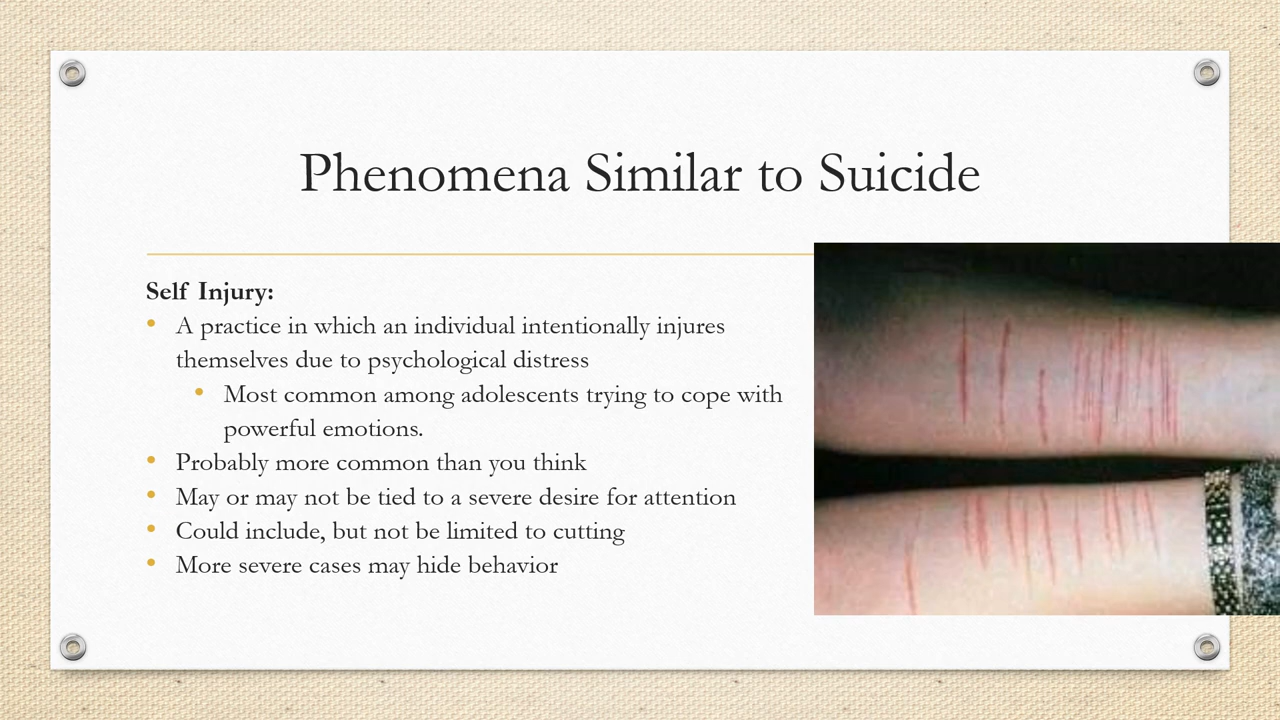 Phenomena Similar to Suicide
Self Injury:
• A practice in which an individual intentionally injures
themselves due to psychological distress
• Most common among adolescents trying to cope with
powerful emotions.
• Probably more common than you think
• May or may not be tied to a severe desire for attention
• Could include, but not be limited to cutting
• More severe cases may hide behavior